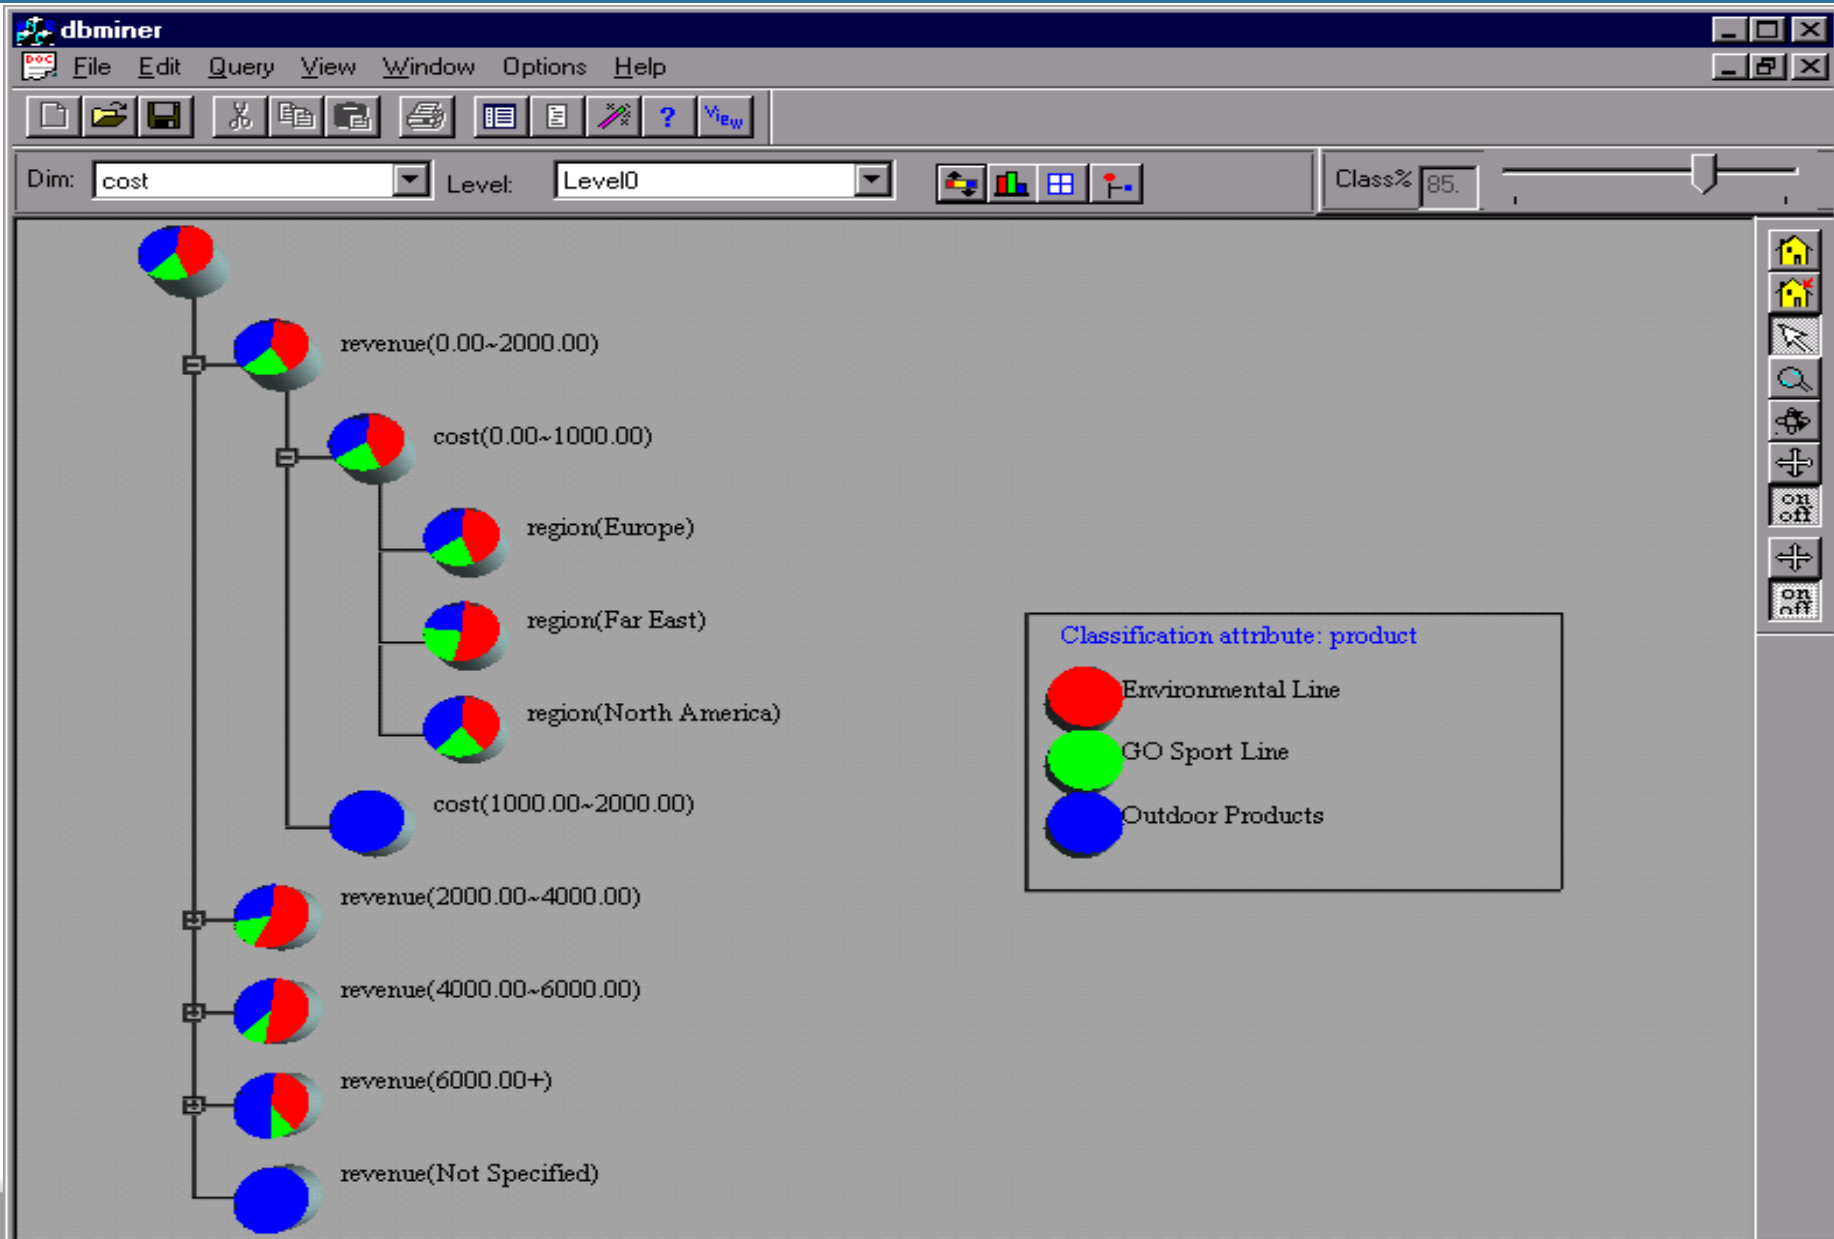 dbminer
File Edit Query View Window Options Help
DOC
? View
Dim: cost Level: Level0 Class% 85.
revenue(0.00~2000.00)
cost(0.00~1000.00)
on
off
region(Europe)
on
off
region(Far East)
region(North America)
Classification attribute: product
Environmental Line
GO Sport Line
Outdoor Products
cost(1000.00~2000.00)
revenue(2000.00~4000.00)
revenue(4000.00~6000.00)
revenue(6000.00+)
revenue(Not Specified)